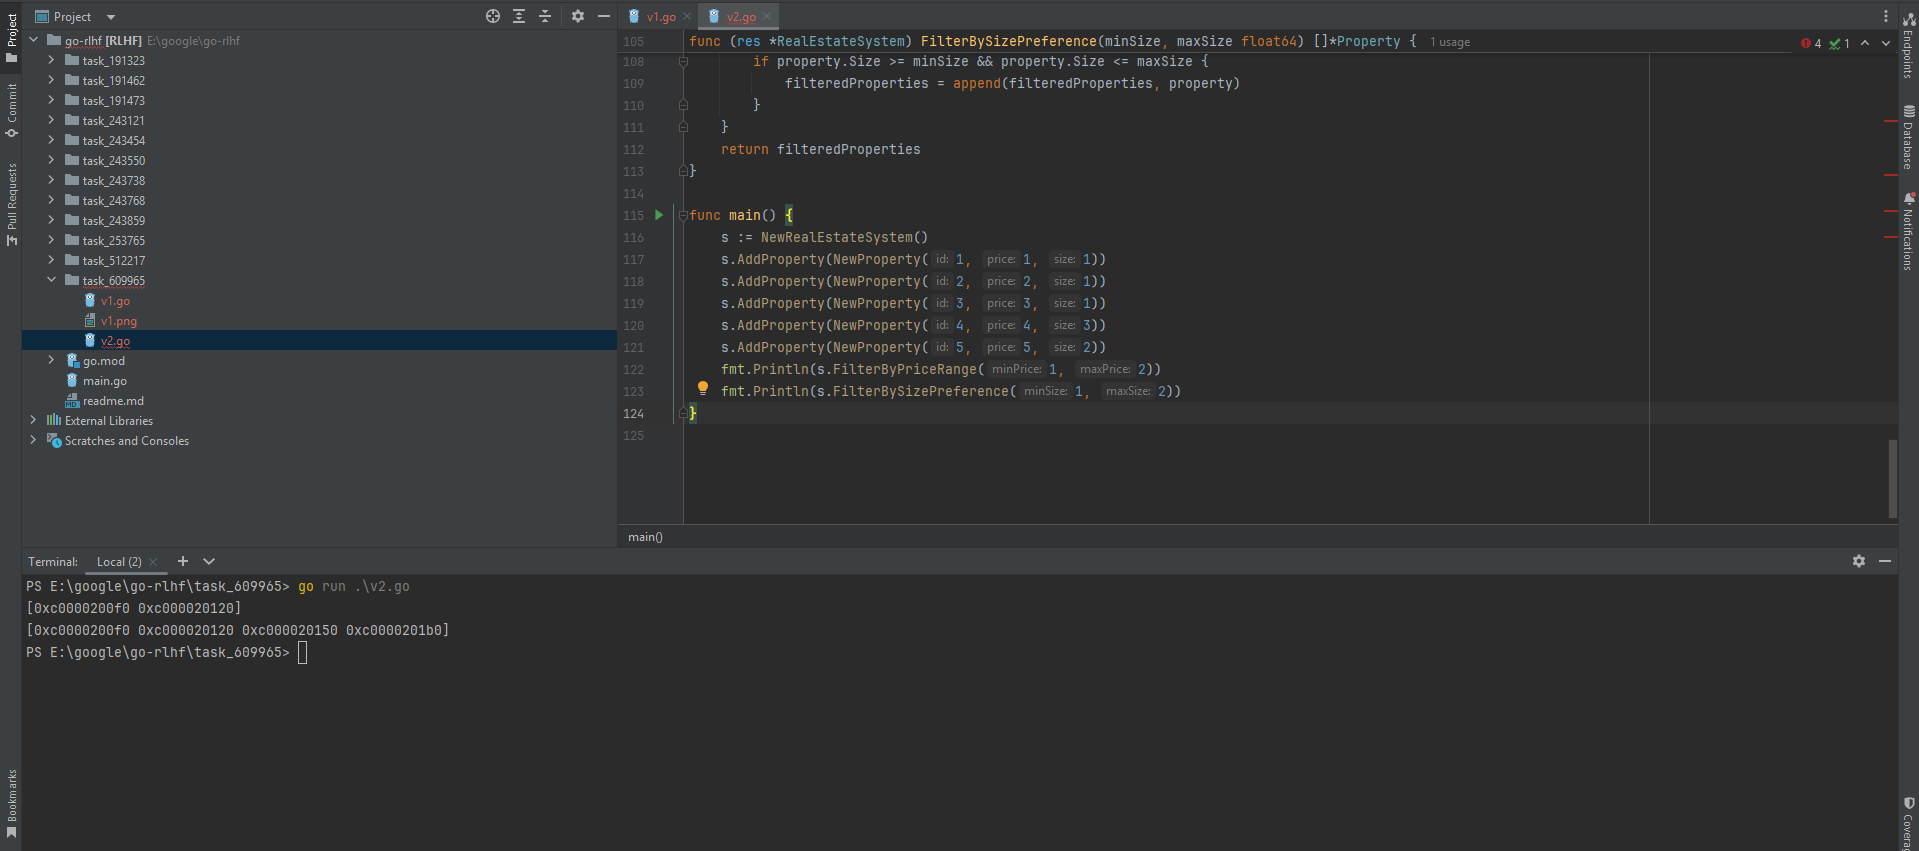 Project
v1.go
v2.go
go-rlhf [RLHF] E:\google\go-rlhf
task_191323
task_191462
task_191473
task_243121
task_243454
task_243550
task_243738
task_243768
task_243859
task_253765
task_512217
task_609965
v1.go
v1.png
v2.go
go.mod
main.go
readme.md
External Libraries
Scratches and Consoles
Project
Commit
Pull Requests
Bookmarks
105 func (res *RealEstateSystem) FilterBySizePreference(minSize, maxSize float64) []*Property { 1 usage
4 1
108 if property.Size >= minSize && property.Size <= maxSize {
109 filteredProperties = append(filteredProperties, property)
110 }
111 }
112 return filteredProperties
113 }
114
115 func main() {
116 s := NewRealEstateSystem()
117 s.AddProperty(NewProperty( id: 1, price: 1, size: 1))
118 s.AddProperty(NewProperty( id: 2, price: 2, size: 1))
119 s.AddProperty(NewProperty( id: 3, price: 3, size: 1))
120 s.AddProperty(NewProperty( id: 4, price: 4, size: 3))
121 s.AddProperty(NewProperty( id: 5, price: 5, size: 2))
122 fmt.Println(s.FilterByPriceRange( minPrice: 1, maxPrice: 2))
123 fmt.Println(s.FilterBySizePreference( minSize: 1, maxSize: 2))
124 }
125
main()
Endpoints
Database
Notifications
Coverag
Terminal: Local (2)
PS E:\google\go-rlhf\task_609965> go run .\v2.go
[0xc0000200f0 0xc000020120]
[0xc0000200f0 0xc000020120 0xc000020150 0xc0000201b0]
PS E:\google\go-rlhf\task_609965>